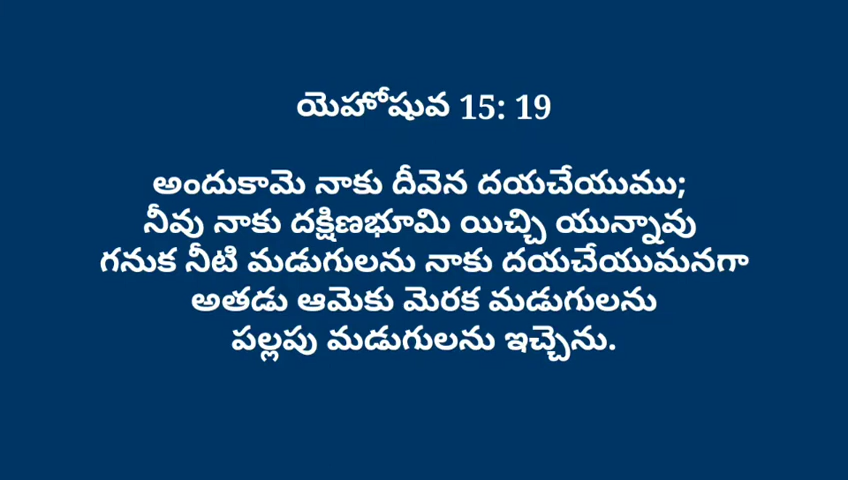 యెహోషువ 15: 19
అందుకామె నాకు దీవెన దయచేయుము;
నీవు నాకు దక్షిణభూమి యిచ్చి యున్నావు
గనుక నీటి మడుగులను నాకు దయచేయుమనగా
అతడు ఆమెకు మెరక మడుగులను
పల్లపు మడుగులను ఇచ్చెను.